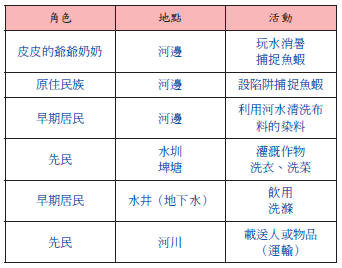 角色 地點 活動
皮皮的爺爺奶奶 河邊 玩水消暑
捕捉魚蝦
原住民族 河邊 設陷阱捕捉魚蝦
早期居民 河邊 利用河水清洗布
料的染料
先民 水圳
埤塘 灌溉作物
洗衣、洗菜
早期居民 水井（地下水） 飲用
洗滌
先民 河川 載送人或物品
（運輸）